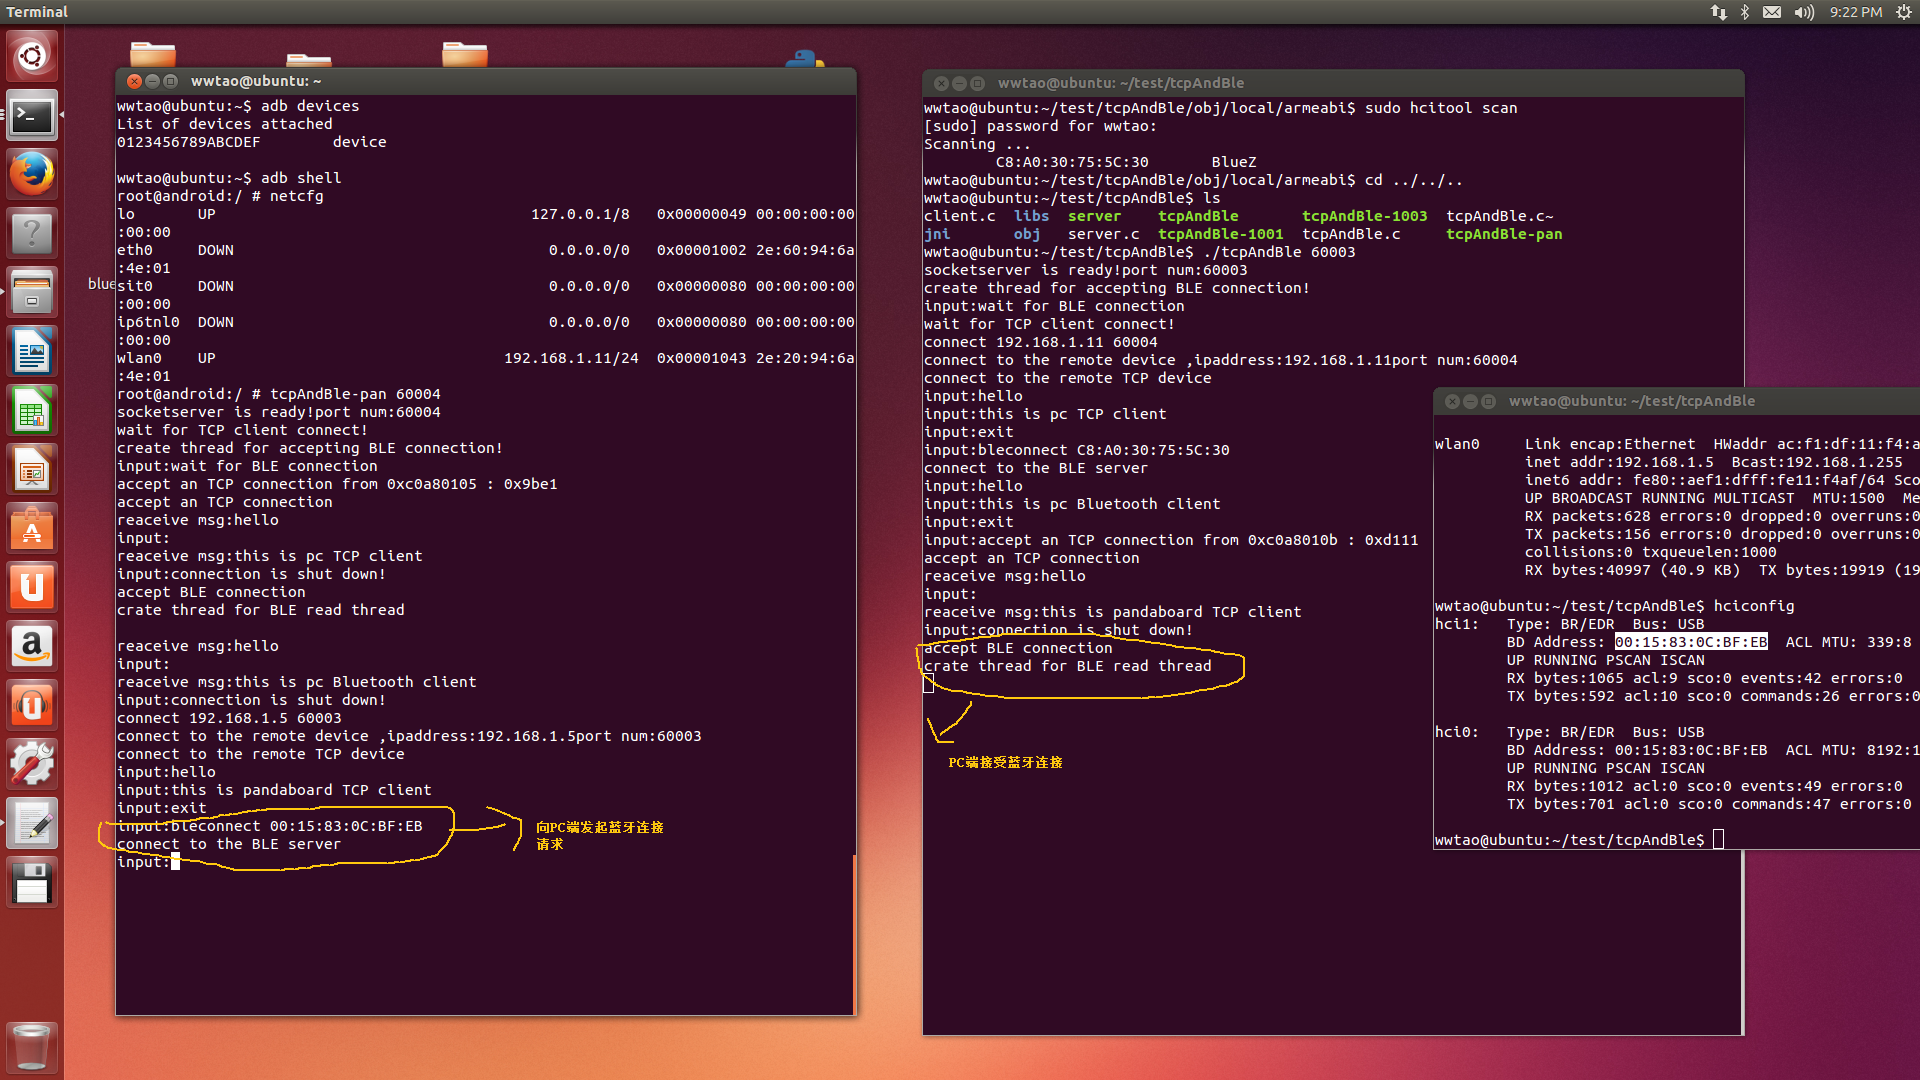 Terminal
9:22 PM
blue
wwtao@ubuntu: ~
wwtao@ubuntu:~$ adb devices
List of devices attached
0123456789ABCDEF        device
wwtao@ubuntu:~$ adb shell
root@android:/ # netcfg
lo       UP                                 127.0.0.1/8   0x00000049 00:00:00:00
:00:00
eth0     DOWN                                 0.0.0.0/0   0x00001002 2e:60:94:6a
:4e:01
sit0     DOWN                                 0.0.0.0/0   0x00000080 00:00:00:00
:00:00
ip6tnl0  DOWN                                 0.0.0.0/0   0x00000080 00:00:00:00
:00:00
wlan0    UP                              192.168.1.11/24  0x00001043 2e:20:94:6a
:4e:01
root@android:/ # tcpAndBle-pan 60004
socketserver is ready!port num:60004
wait for TCP client connect!
create thread for accepting BLE connection!
input:wait for BLE connection
accept an TCP connection from 0xc0a80105 : 0x9be1
accept an TCP connection
reaceive msg:hello
input:
reaceive msg:this is pc TCP client
input:connection is shut down!
accept BLE connection
crate thread for BLE read thread
reaceive msg:hello
input:
reaceive msg:this is pc Bluetooth client
input:connection is shut down!
connect 192.168.1.5 60003
connect to the remote device ,ipaddress:192.168.1.5port num:60003
connect to the remote TCP device
input:hello
input:this is pandaboard TCP client
input:exit
input:bleconnect 00:15:83:0C:BF:EB
connect to the BLE server
input:
向PC端发起蓝牙连接
请求
wwtao@ubuntu: ~/test/tcpAndBle
wwtao@ubuntu:~/test/tcpAndBle/obj/local/armeabi$ sudo hcitool scan
[sudo] password for wwtao:
Scanning ...
        C8:A0:30:75:5C:30       BlueZ
wwtao@ubuntu:~/test/tcpAndBle/obj/local/armeabi$ cd ../../..
wwtao@ubuntu:~/test/tcpAndBle$ ls
client.c  libs  server    tcpAndBle       tcpAndBle-1003  tcpAndBle.c~
jni       obj   server.c  tcpAndBle-1001  tcpAndBle.c     tcpAndBle-pan
wwtao@ubuntu:~/test/tcpAndBle$ ./tcpAndBle 60003
socketserver is ready!port num:60003
create thread for accepting BLE connection!
input:wait for BLE connection
wait for TCP client connect!
connect 192.168.1.11 60004
connect to the remote device ,ipaddress:192.168.1.11port num:60004
connect to the remote TCP device
input:hello
input:this is pc TCP client
input:exit
input:bleconnect C8:A0:30:75:5C:30
connect to the BLE server
input:hello
input:this is pc Bluetooth client
input:exit
input:accept an TCP connection from 0xc0a8010b : 0xd111
accept an TCP connection
reaceive msg:hello
input:
reaceive msg:this is pandaboard TCP client
input:connection is shut down!
accept BLE connection
crate thread for BLE read thread
PC端接受蓝牙连接
wwtao@ubuntu: ~/test/tcpAndBle
wlan0     Link encap:Ethernet  HWaddr ac:f1:df:11:f4:a
          inet addr:192.168.1.5  Bcast:192.168.1.255
          inet6 addr: fe80::aef1:dfff:fe11:f4af/64 Sco
          UP BROADCAST RUNNING MULTICAST  MTU:1500  Me
          RX packets:628 errors:0 dropped:0 overruns:0
          TX packets:156 errors:0 dropped:0 overruns:0
          collisions:0 txqueuelen:1000
          RX bytes:40997 (40.9 KB)  TX bytes:19919 (19
wwtao@ubuntu:~/test/tcpAndBle$ hciconfig
hci1:   Type: BR/EDR  Bus: USB
        BD Address: 00:15:83:0C:BF:EB  ACL MTU: 339:8
        UP RUNNING PSCAN ISCAN
        RX bytes:1065 acl:9 sco:0 events:42 errors:0
        TX bytes:592 acl:10 sco:0 commands:26 errors:0
hci0:   Type: BR/EDR  Bus: USB
        BD Address: 00:15:83:0C:BF:EB  ACL MTU: 8192:1
        UP RUNNING PSCAN ISCAN
        RX bytes:1012 acl:0 sco:0 events:49 errors:0
        TX bytes:701 acl:0 sco:0 commands:47 errors:0
wwtao@ubuntu:~/test/tcpAndBle$